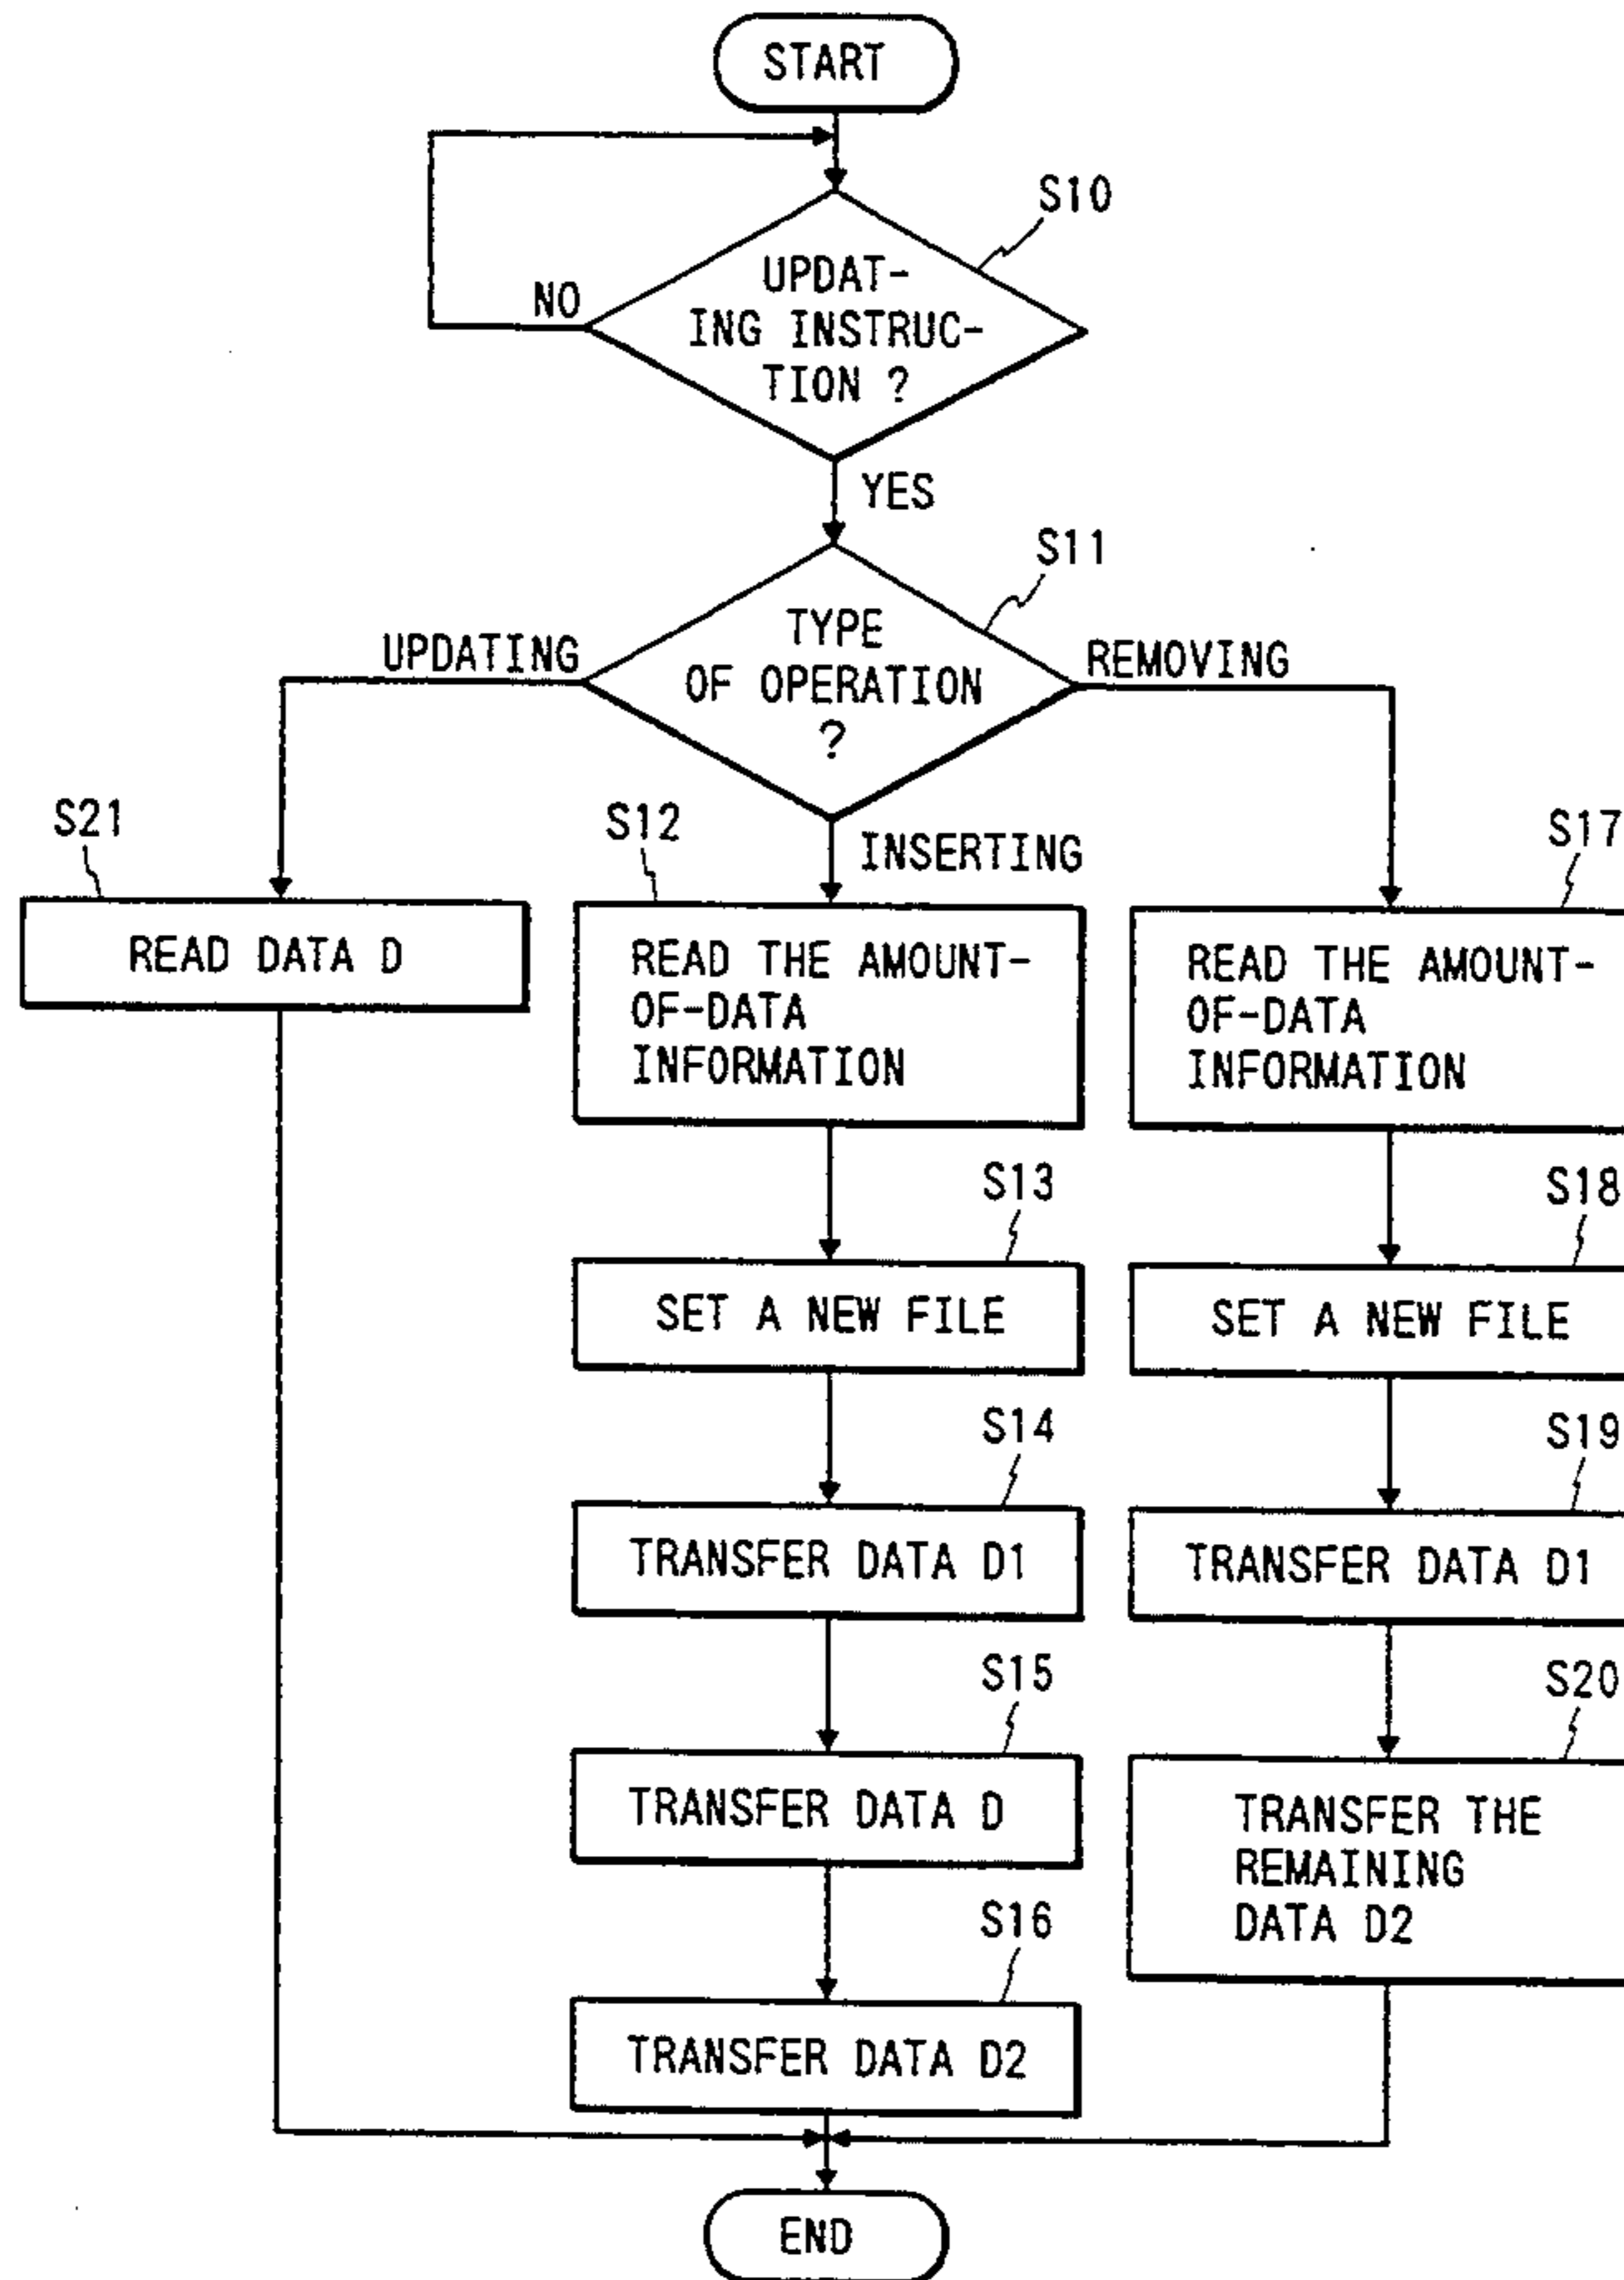 START
S10
UPDAT-
ING INSTRUC-
TION ?
NO
YES
S11
TYPE
OF OPERATION
?
UPDATING
REMOVING
INSERTING
S21
READ DATA D
S12
READ THE AMOUNT-
OF-DATA
INFORMATION
S17
READ THE AMOUNT-
OF-DATA
INFORMATION
S13
SET A NEW FILE
S18
SET A NEW FILE
S14
TRANSFER DATA D1
S19
TRANSFER DATA D1
S15
TRANSFER DATA D
S20
TRANSFER THE
REMAINING
DATA D2
S16
TRANSFER DATA D2
END